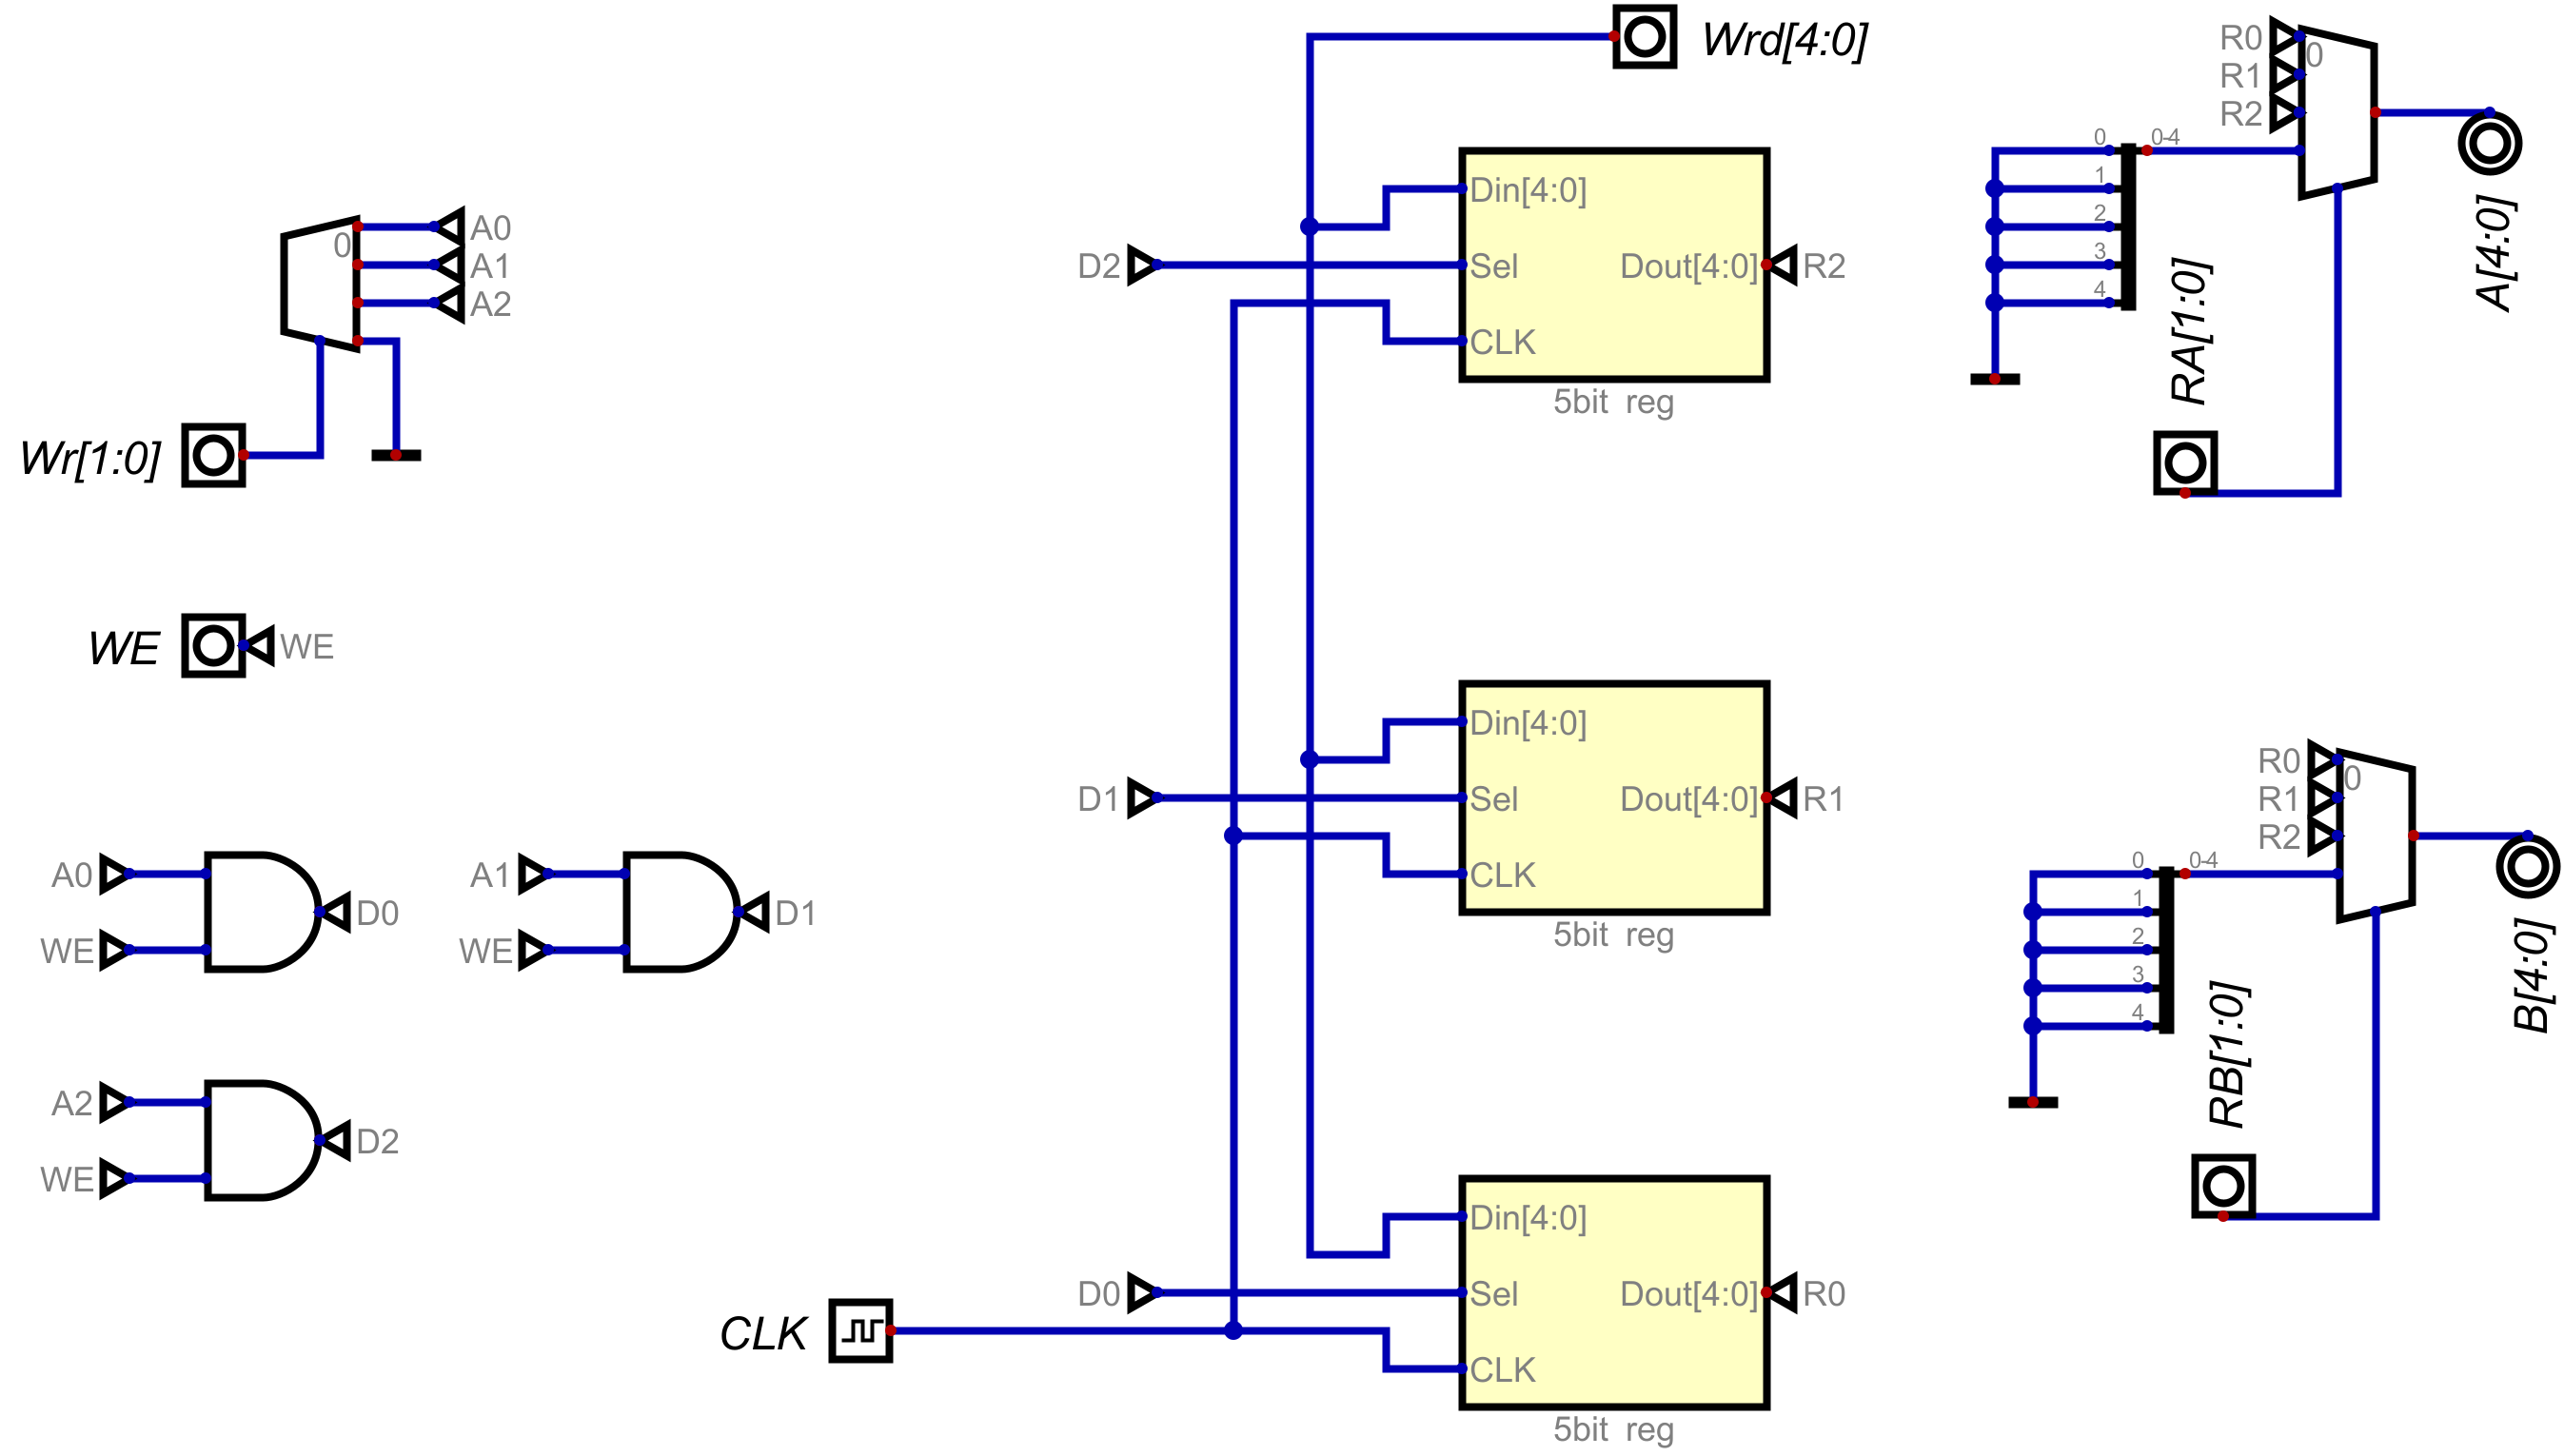 Wrd[4:0]
R0
0
R1
R2
A[4:0]
0
0-4
1
2
3
4
RA[1:0]
A0
0
A1
A2
Wr[1:0]
Din[4:0]
D2
Sel
Dout[4:0]
R2
CLK
5bit reg
WE
WE
Din[4:0]
D1
Sel
Dout[4:0]
R1
CLK
5bit reg
R0
0
R1
R2
B[4:0]
0
0-4
1
2
3
4
RB[1:0]
A0
D0
WE
A1
D1
WE
A2
D2
WE
Din[4:0]
D0
Sel
Dout[4:0]
R0
CLK
CLK
5bit reg